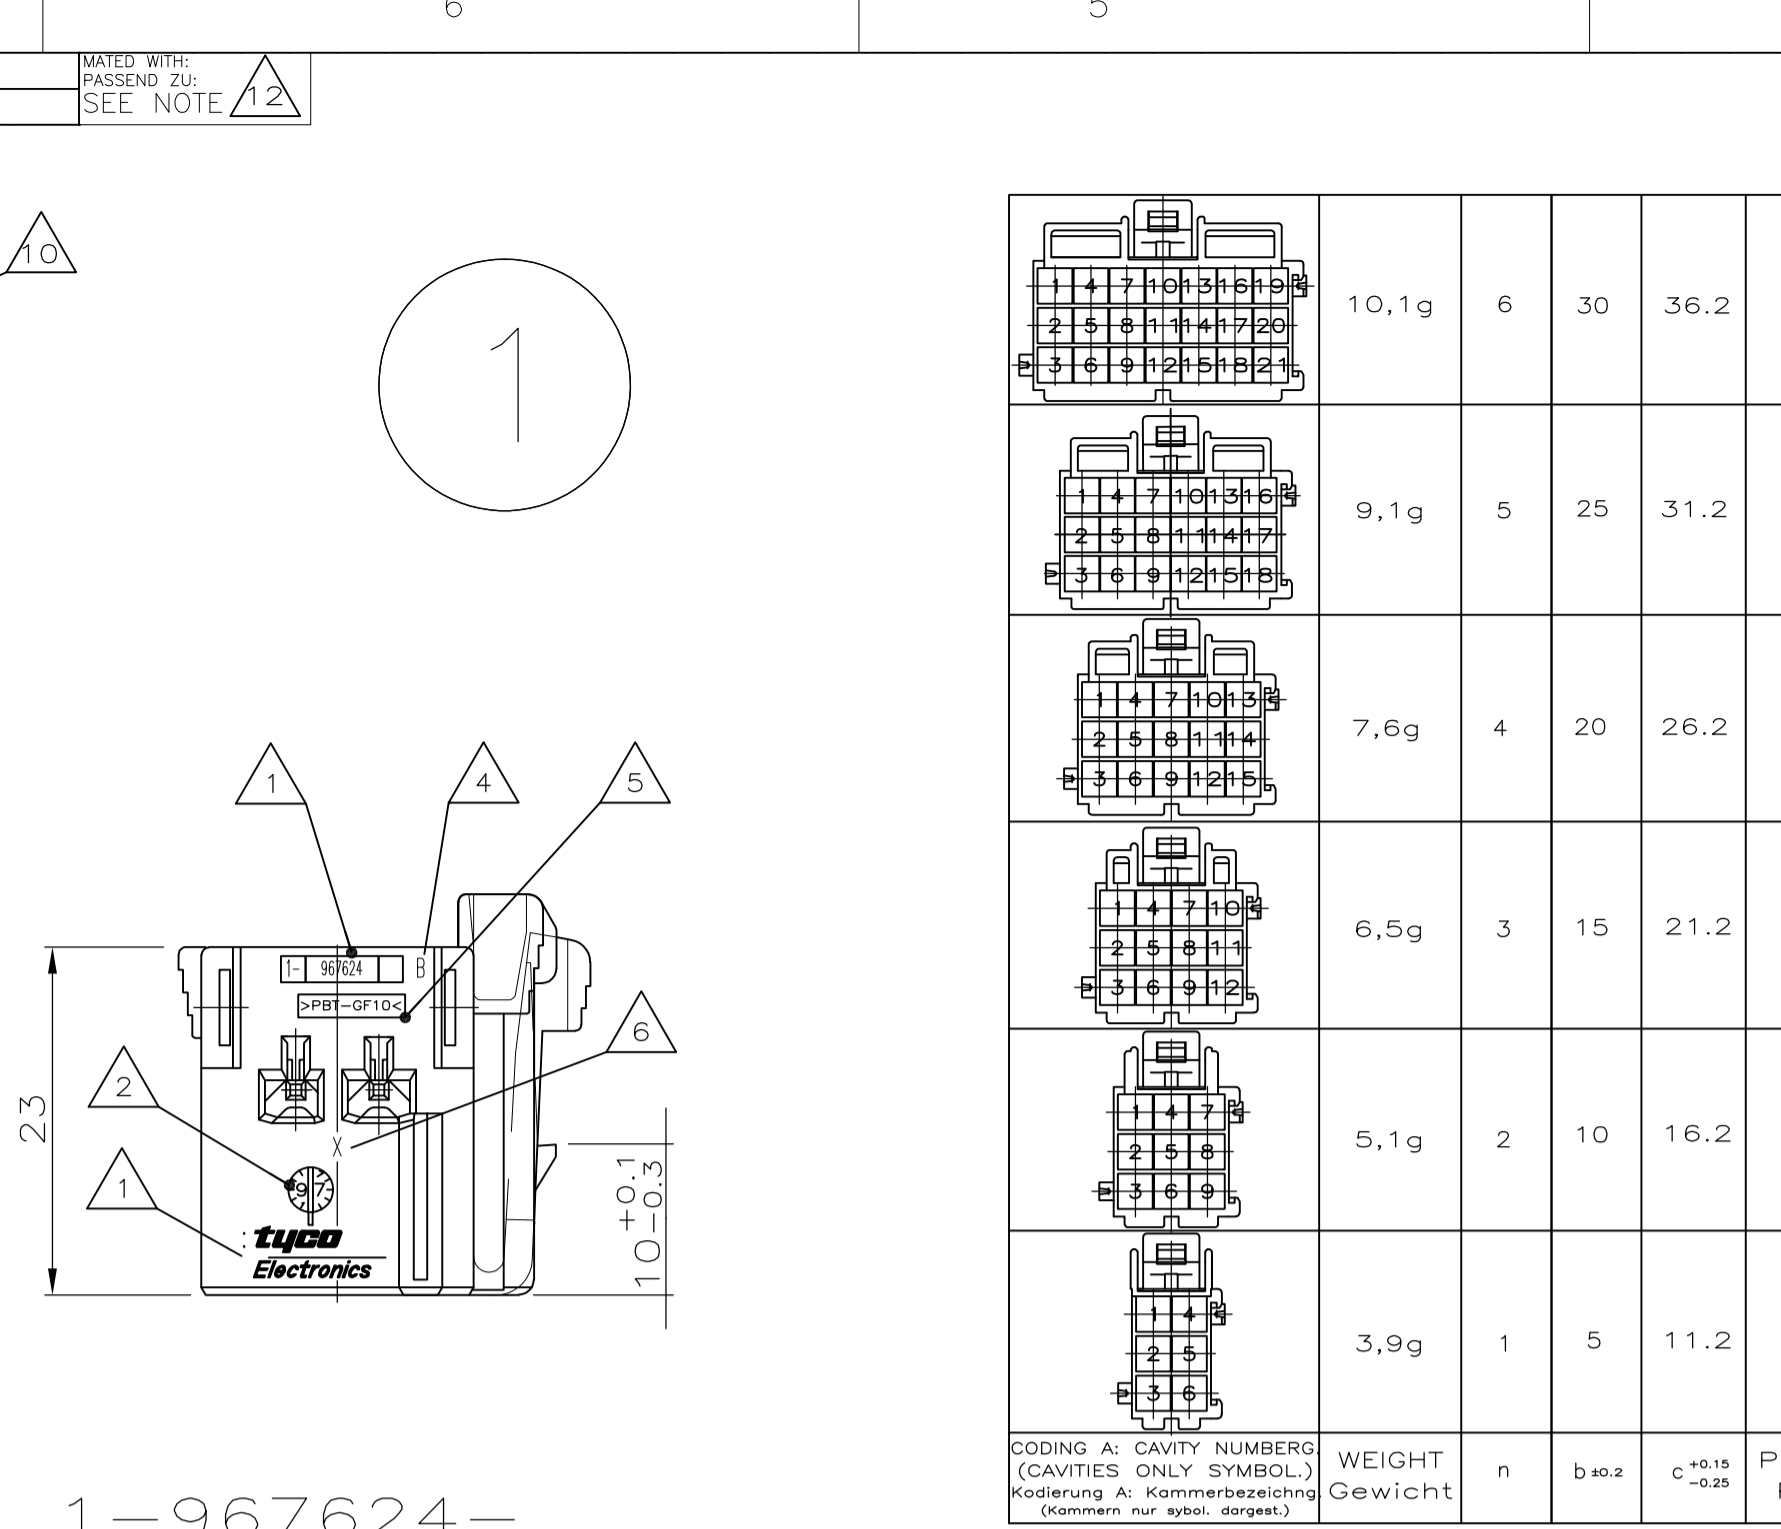 6 5
MATED WITH:
PASSEND ZU:
SEE NOTE 12
10
1
1 4 7 10 13 16 19
2 5 8 11 14 17 20
3 6 9 12 15 18 21
10,1g 6 30 36.2
1 4 7 10 13 16
2 5 8 11 14 17
3 6 9 12 15 18
9,1g 5 25 31.2
1 4 7 10 13
2 5 8 11 14
3 6 9 12 15
7,6g 4 20 26.2
1 4 7 10
2 5 8 11
3 6 9 12
6,5g 3 15 21.2
1 4 7
2 5 8
3 6 9
5,1g 2 10 16.2
1 4
2 5
3 6
3,9g 1 5 11.2
CODING A: CAVITY NUMBERG.
(CAVITIES ONLY SYMBOL.)
Kodierung A: Kammerbezeichng.
(Kammern nur sybol. dargest.)
WEIGHT
Gewicht
n
b ±0.2
c +0.15
-0.25
P
1 4 5
1- 967624 B
>PBT-GF10<
6
2
X
23
1
97
10 +0.1
-0.3
tyco
Electronics
1-967624-